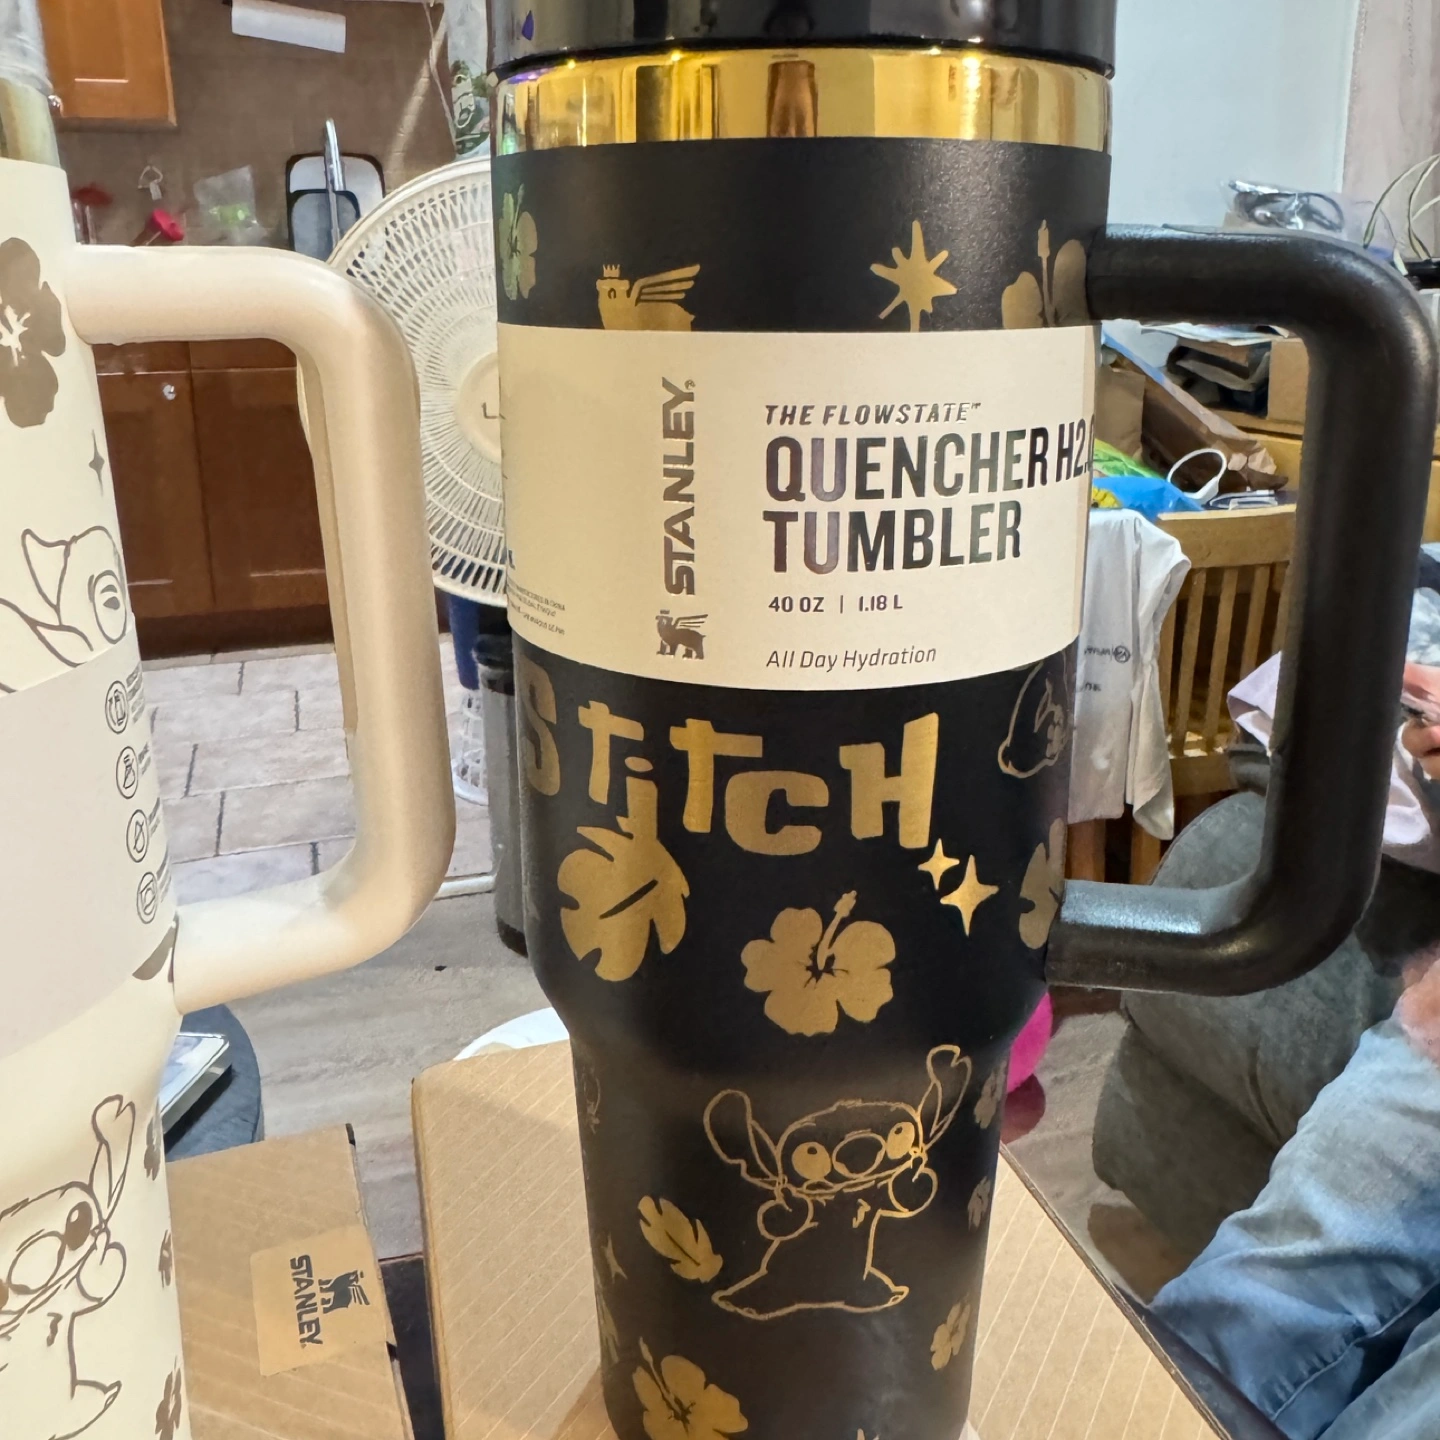 STANLEY
THE FLOWSTATE™
QUENCHER H2.0
TUMBLER
40 OZ | 1.18 L
All Day Hydration
STITCH
STANLEY